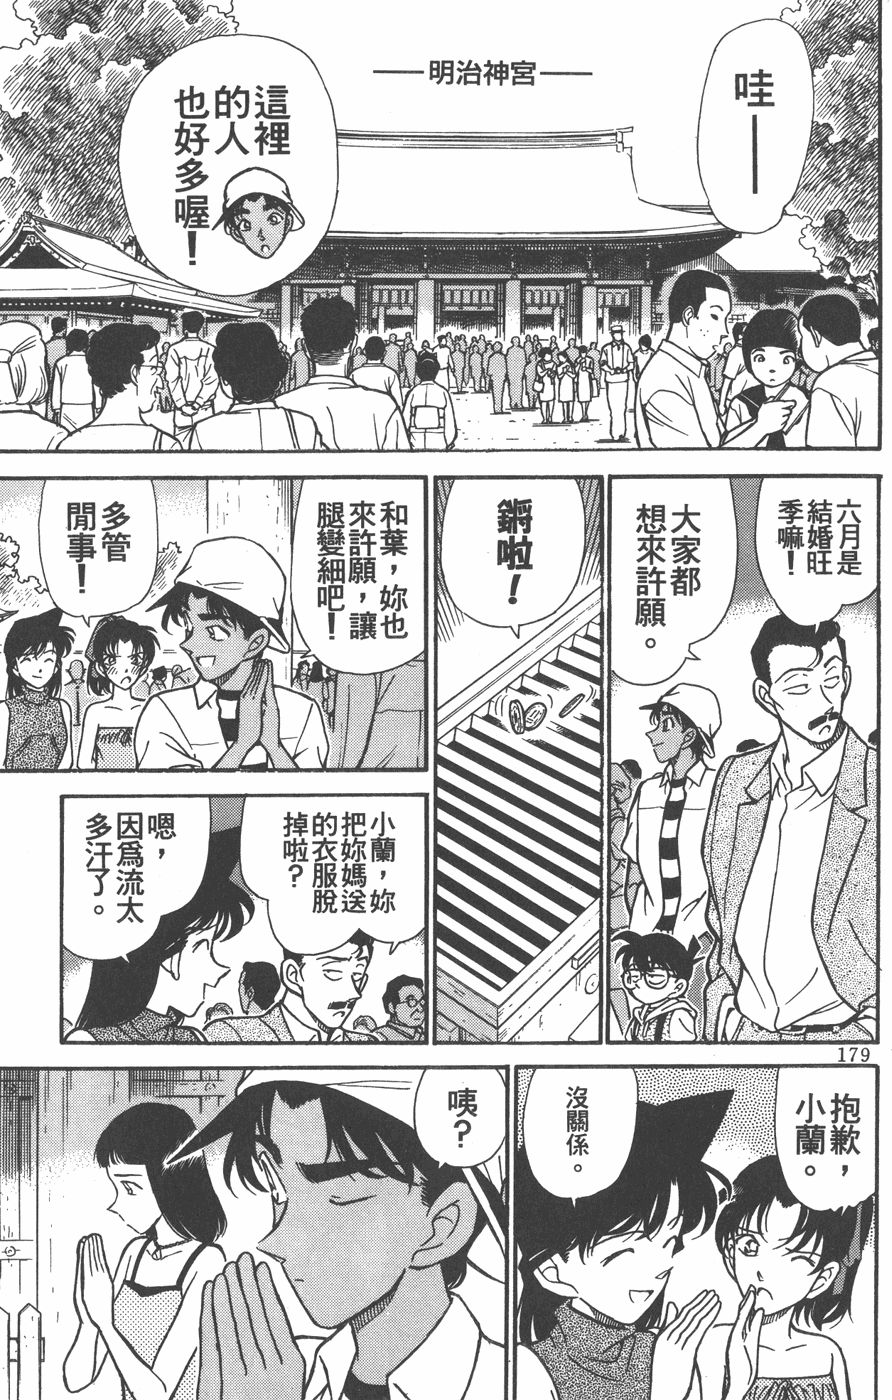 哇——
——明治神宮——
這裡
的人
也好多喔！
六月是
結婚旺
季嘛！
大家都
想來許願。
鏘啦！
和葉，妳也
來許願，讓
腿變細吧！
多管
閒事！
小蘭，妳
把妳媽送
的衣服脫
掉啦？
嗯，
因爲流太
多汗了。
179
抱歉，
小蘭。
沒關係。
咦？